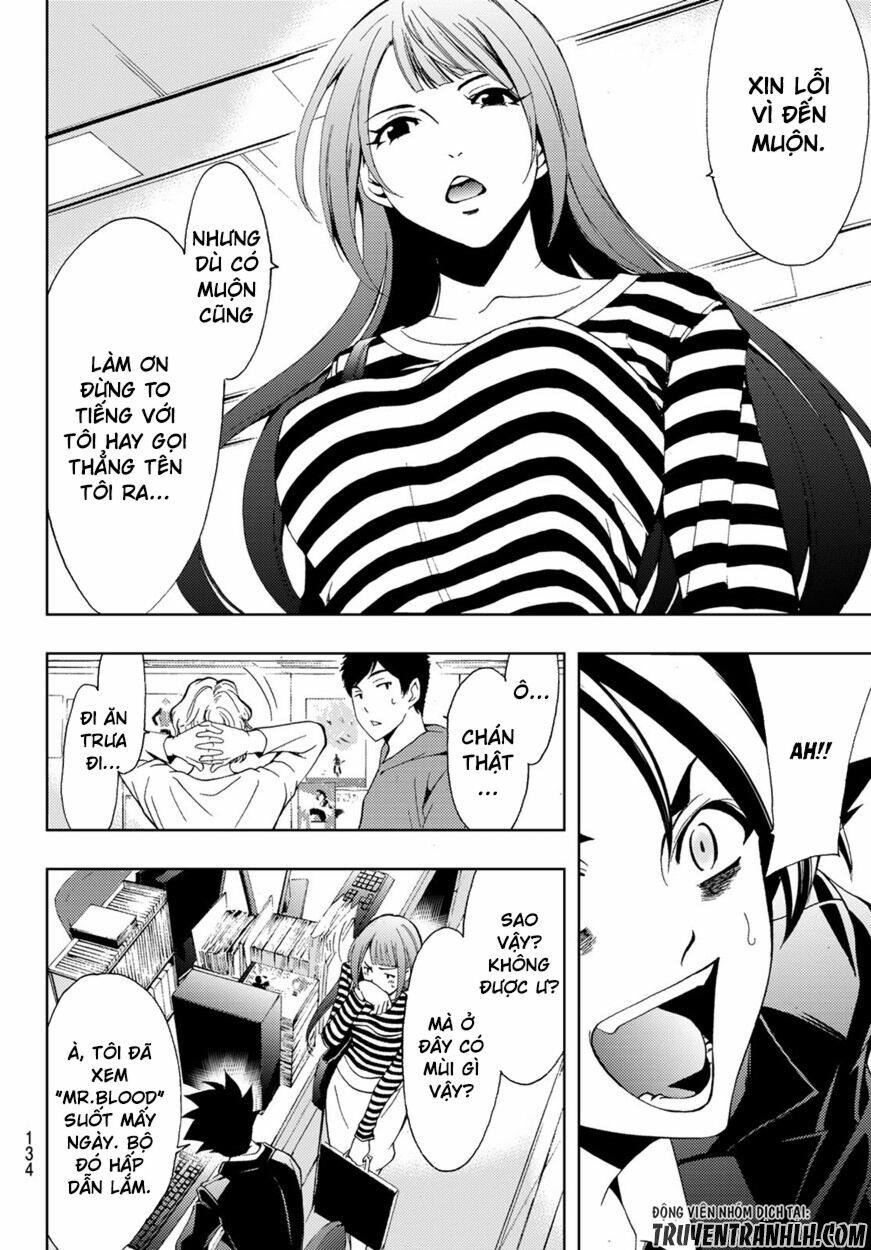 XIN LỖI
VÌ ĐẾN
MUỘN.
NHƯNG
DÙ CÓ
MUỘN
CŨNG
LÀM ƠN
ĐỪNG TO
TIẾNG VỚI
TÔI HAY GỌI
THẲNG TÊN
TÔI RA...
AH!!
Ô...
CHÁN
THẬT
...
ĐI ĂN
TRƯA
ĐI...
SAO
VẬY?
KHÔNG
ĐƯỢC Ư?
MÀ Ở
ĐÂY CÓ
MÙI GÌ
VẬY?
À, TÔI ĐÃ
XEM
"MR.BLOOD"
SUỐT MẤY
NGÀY. BỘ
ĐÓ HẤP
DẪN LẮM.
134
ĐỘNG VIÊN NHÓM DỊCH TẠI:
TRUYENTRANHLH.COM